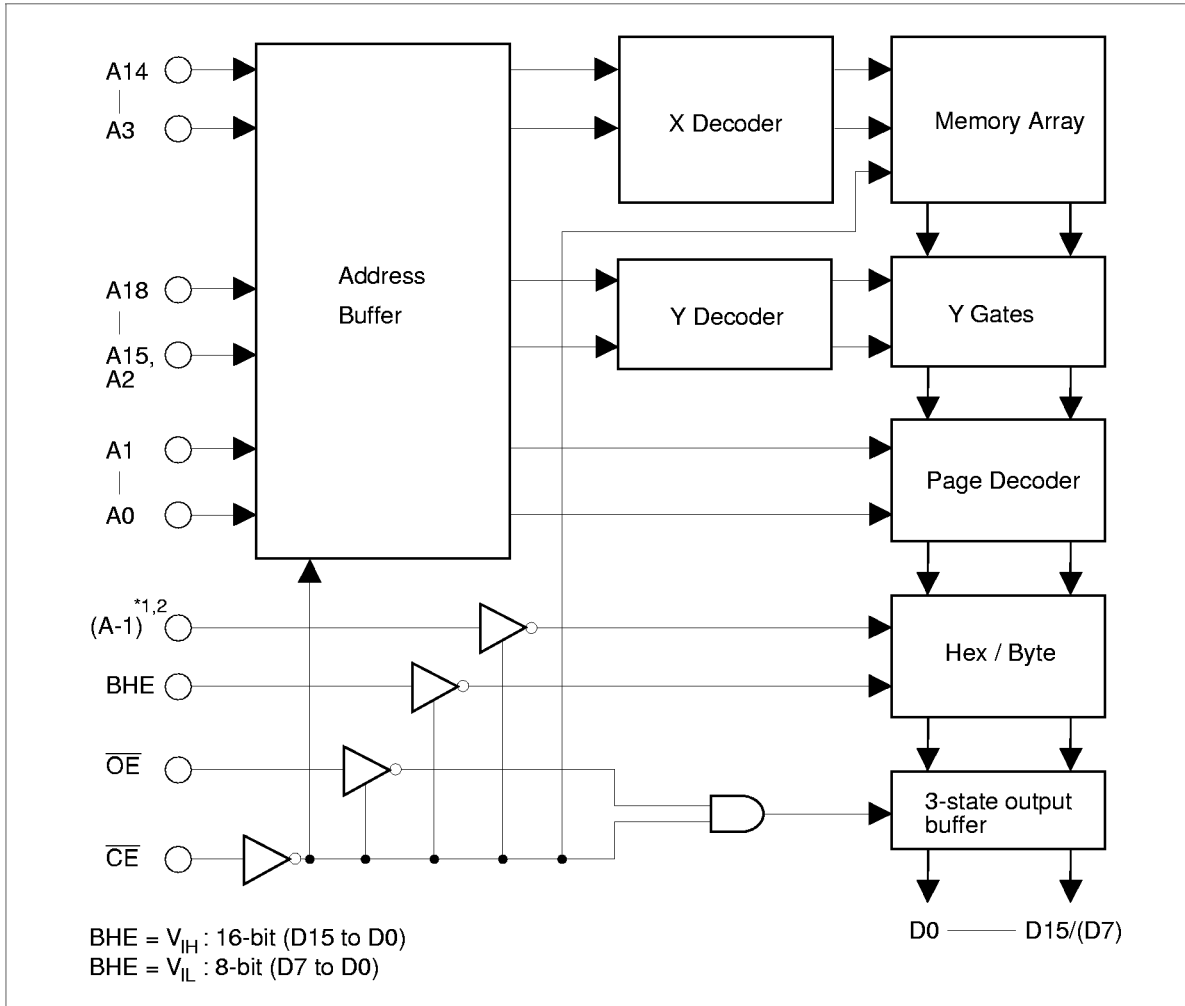 A14
A3
X Decoder
Memory Array
Address
Buffer
A18
A15,
A2
Y Decoder
Y Gates
A1
A0
Page Decoder
(A-1)*1,2
BHE
Hex / Byte
OE
CE
3-state output
buffer
D0 D15/(D7)
BHE = VIH : 16-bit (D15 to D0)
BHE = VIL : 8-bit (D7 to D0)